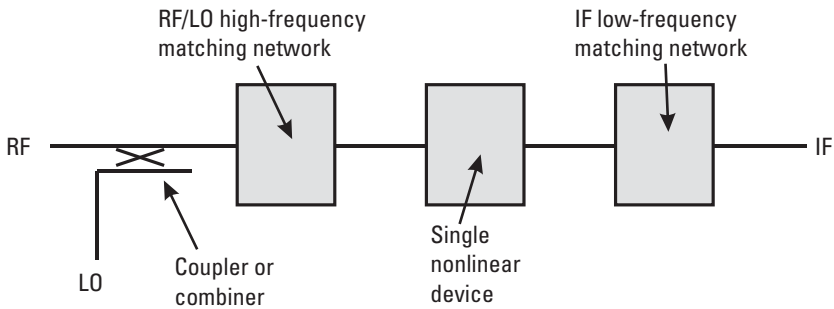 RF/LO high-frequency
matching network
IF low-frequency
matching network
RF
IF
LO
Coupler or
combiner
Single
nonlinear
device